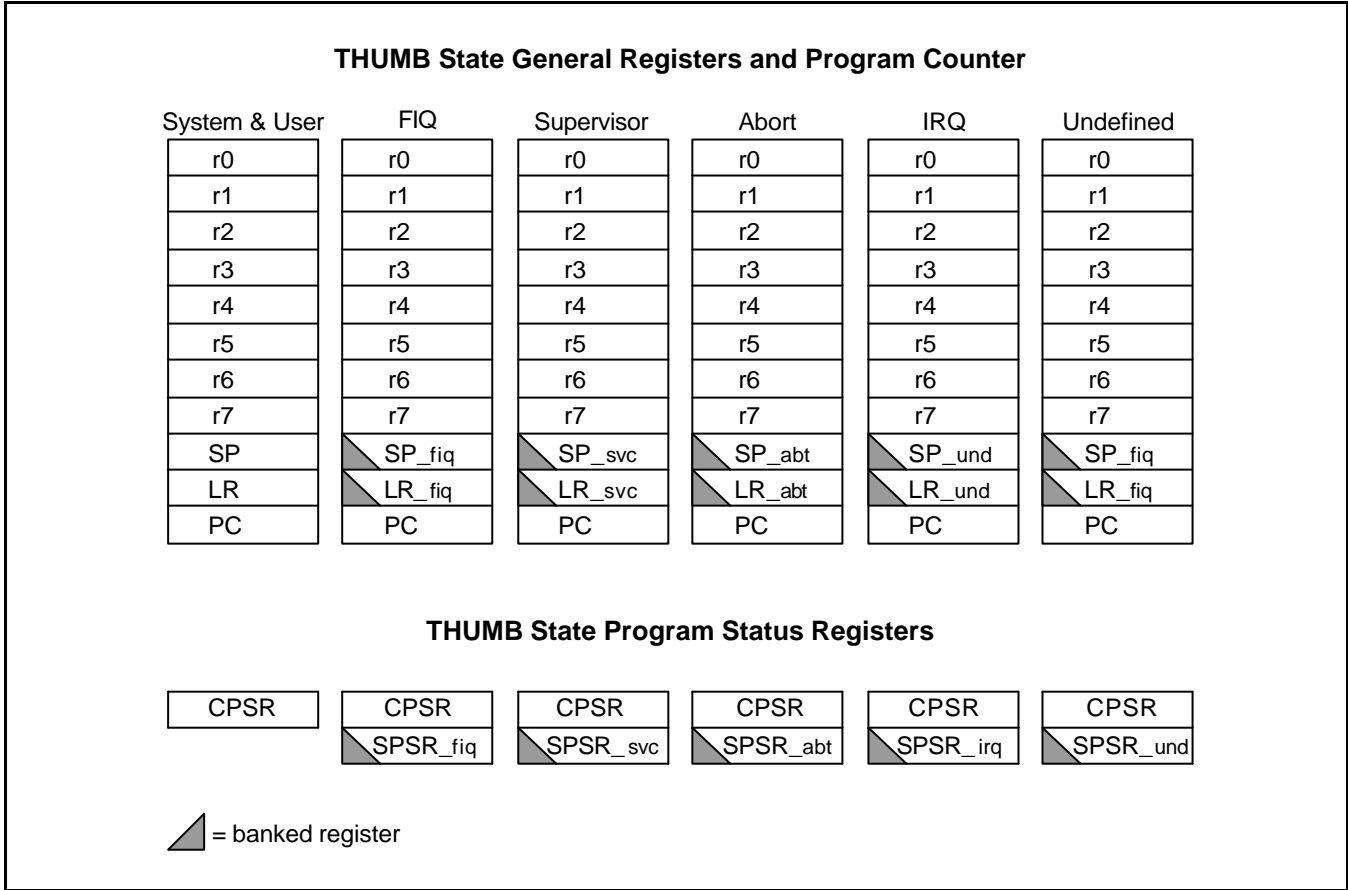 THUMB State General Registers and Program Counter
System & User FIQ Supervisor Abort IRQ Undefined
r0 r0 r0 r0 r0 r0
r1 r1 r1 r1 r1 r1
r2 r2 r2 r2 r2 r2
r3 r3 r3 r3 r3 r3
r4 r4 r4 r4 r4 r4
r5 r5 r5 r5 r5 r5
r6 r6 r6 r6 r6 r6
r7 r7 r7 r7 r7 r7
SP SP_fiq SP_svc SP_abt SP_und SP_fiq
LR LR_fiq LR_svc LR_abt LR_und LR_fiq
PC PC PC PC PC PC
THUMB State Program Status Registers
CPSR CPSR CPSR CPSR CPSR CPSR
SPSR_fiq SPSR_svc SPSR_abt SPSR_irq SPSR_und
= banked register